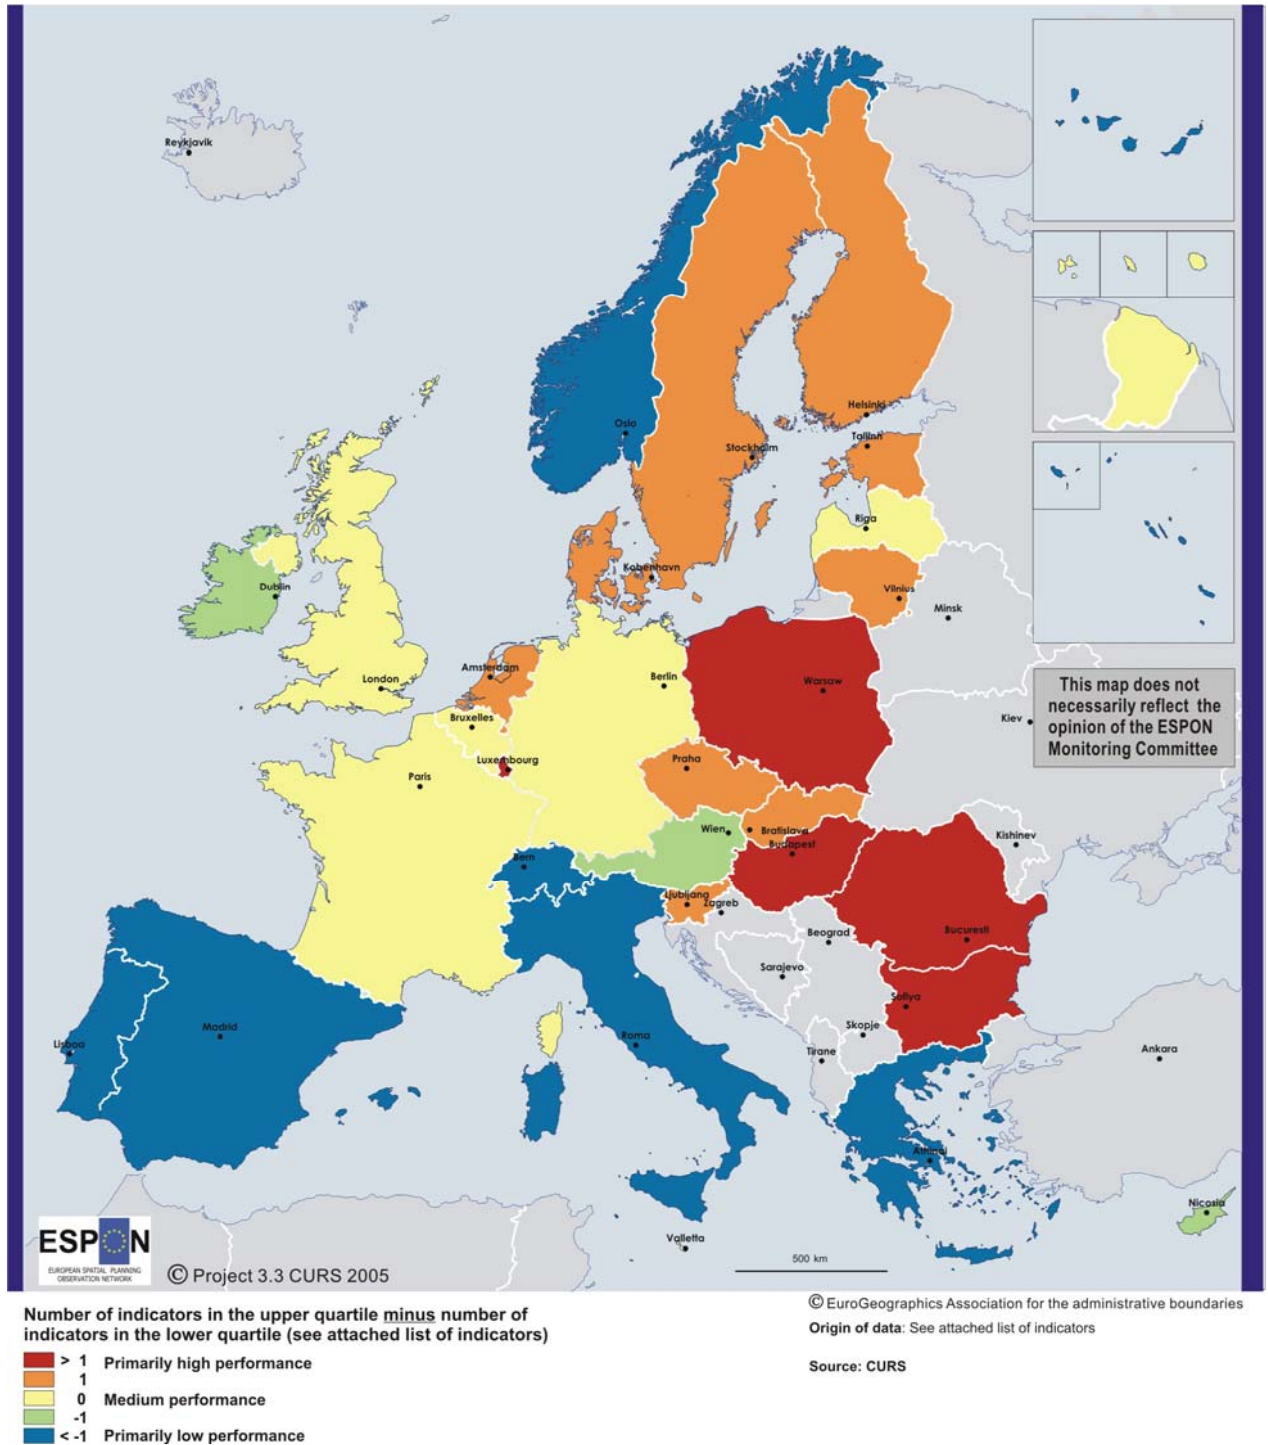 Reykjavik
Oslo
Helsinki
Tallinn
Stockholm
Riga
København
Vilnius
Minsk
Dublin
Amsterdam
London
Berlin
Warsaw
Bruxelles
Kiev
This map does not
necessarily reflect the
opinion of the ESPON
Monitoring Committee
Luxembourg
Praha
Paris
Wien
Bratislava
Budapest
Kishinev
Bern
Ljubljana
Zagreb
Beograd
Bucuresti
Sarajevo
Sofiya
Skopje
Madrid
Lisboa
Roma
Tirane
Ankara
Athinai
Nicosia
Valletta
500 km
ESPON
EUROPEAN SPATIAL PLANNING
OBSERVATION NETWORK
© Project 3.3 CURS 2005
Number of indicators in the upper quartile minus number of
indicators in the lower quartile (see attached list of indicators)
> 1 Primarily high performance
1
0 Medium performance
-1
< -1 Primarily low performance
© EuroGeographics Association for the administrative boundaries
Origin of data: See attached list of indicators
Source: CURS